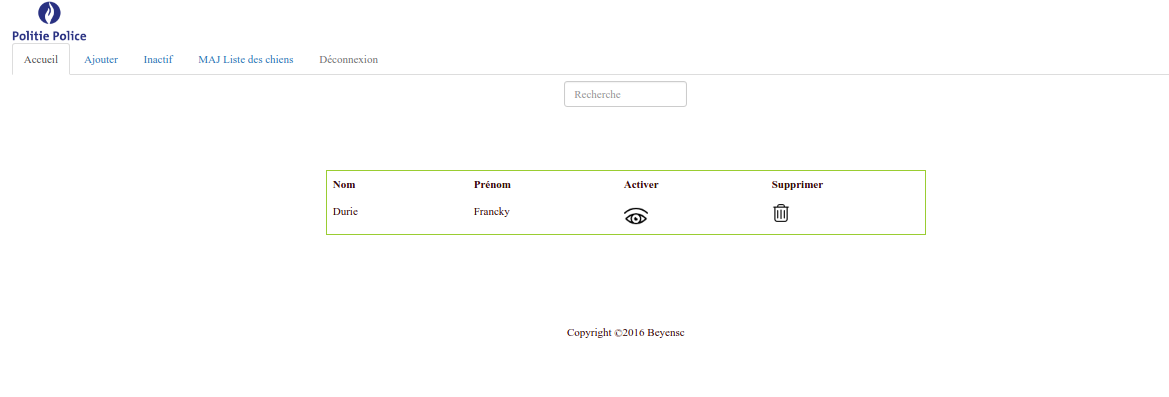 Politie Police
Accueil Ajouter Inactif MAJ Liste des chiens Déconnexion
Recherche
Nom Prénom Activer Supprimer
Durie Francky
Copyright ©2016 Beyensc